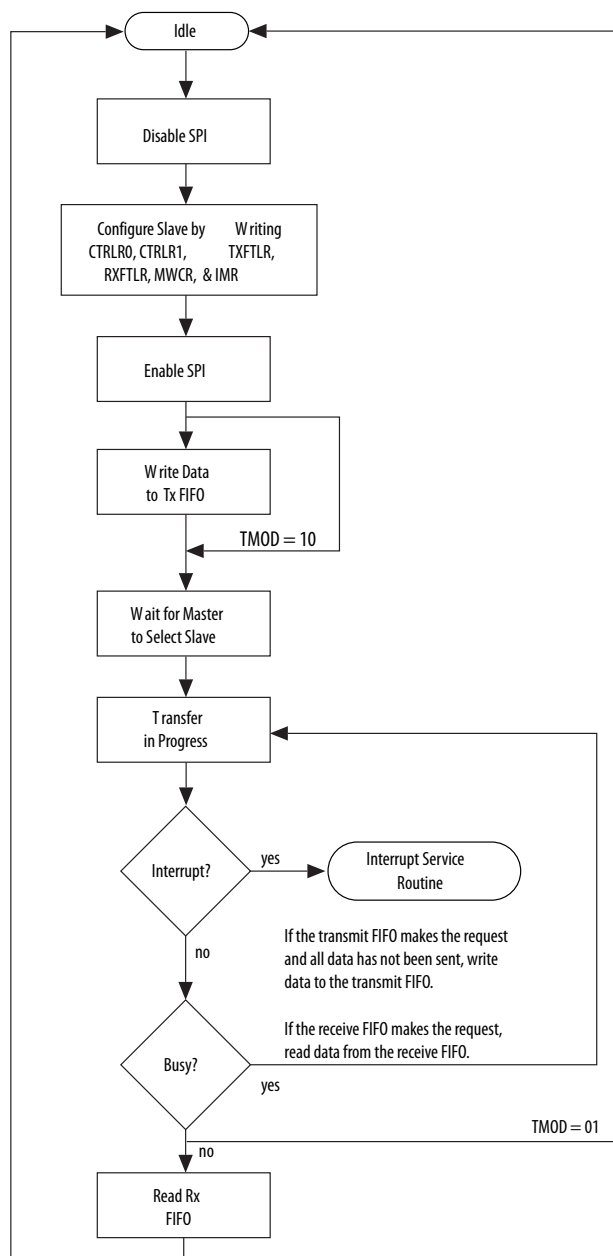 Idle
Disable SPI
Configure Slave by W riting
CTRLR0, CTRLR1, TXFTLR,
RXFTLR, MWCR, & IMR
Enable SPI
W rite Data
to Tx FIFO
TMOD = 10
W ait for Master
to Select Slave
T ransfer
in Progress
Interrupt?
yes
Interrupt Service
Routine
no
If the transmit FIFO makes the request
and all data has not been sent, write
data to the transmit FIFO.
If the receive FIFO makes the request,
read data from the receive FIFO.
Busy?
yes
TMOD = 01
no
Read Rx
FIFO